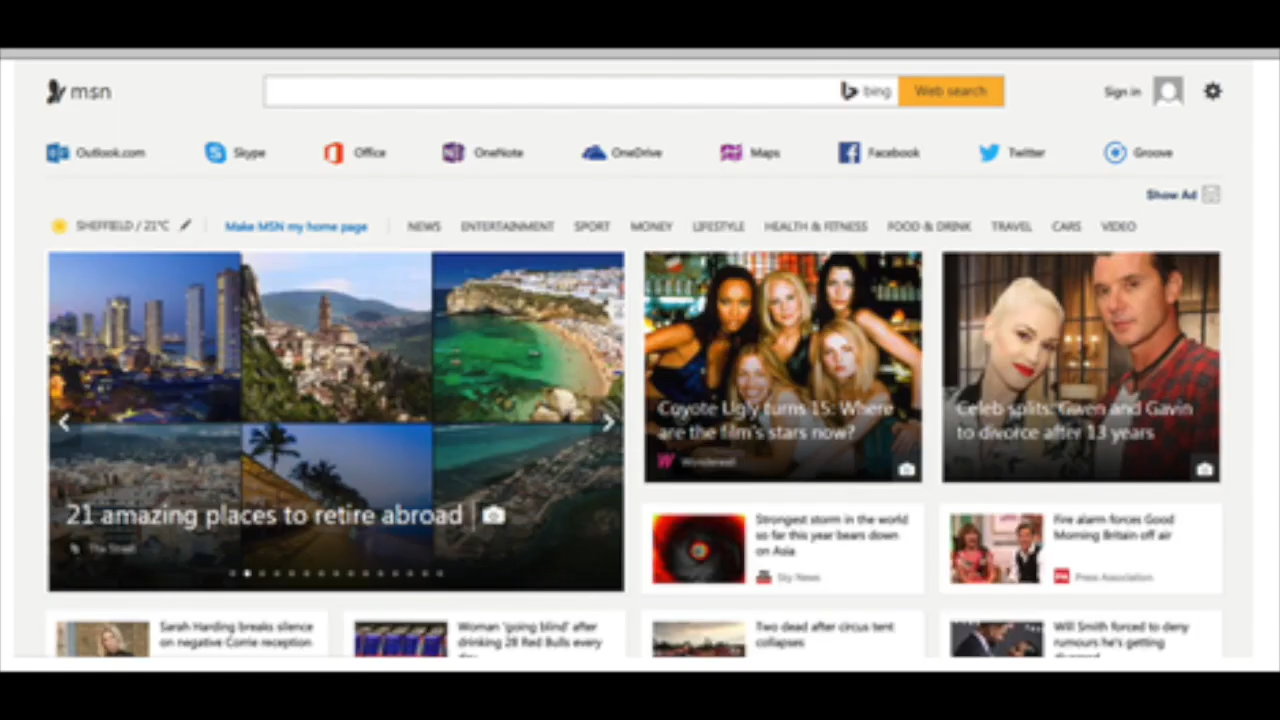 msn
bing
Web search
Sign in
Outlook.com
Skype
Office
OneNote
OneDrive
Maps
Facebook
Twitter
Groove
Show Ad
SHEFFIELD / 21°C
Make MSN my home page
NEWS
ENTERTAINMENT
SPORT
MONEY
LIFESTYLE
HEALTH & FITNESS
FOOD & DRINK
TRAVEL
CARS
VIDEO
21 amazing places to retire abroad
The Street
Coyote Ugly turns 15: Where
are the film's stars now?
Wonderwall
Celeb splits: Gwen and Gavin
to divorce after 13 years
Strongest storm in the world
so far this year bears down
on Asia
Sky News
Fire alarm forces Good
Morning Britain off air
PA
Press Association
Sarah Harding breaks silence
on negative Corrie reception
Woman 'going blind' after
drinking 28 Red Bulls every
day
Two dead after circus tent
collapses
Will Smith forced to deny
rumours he's getting